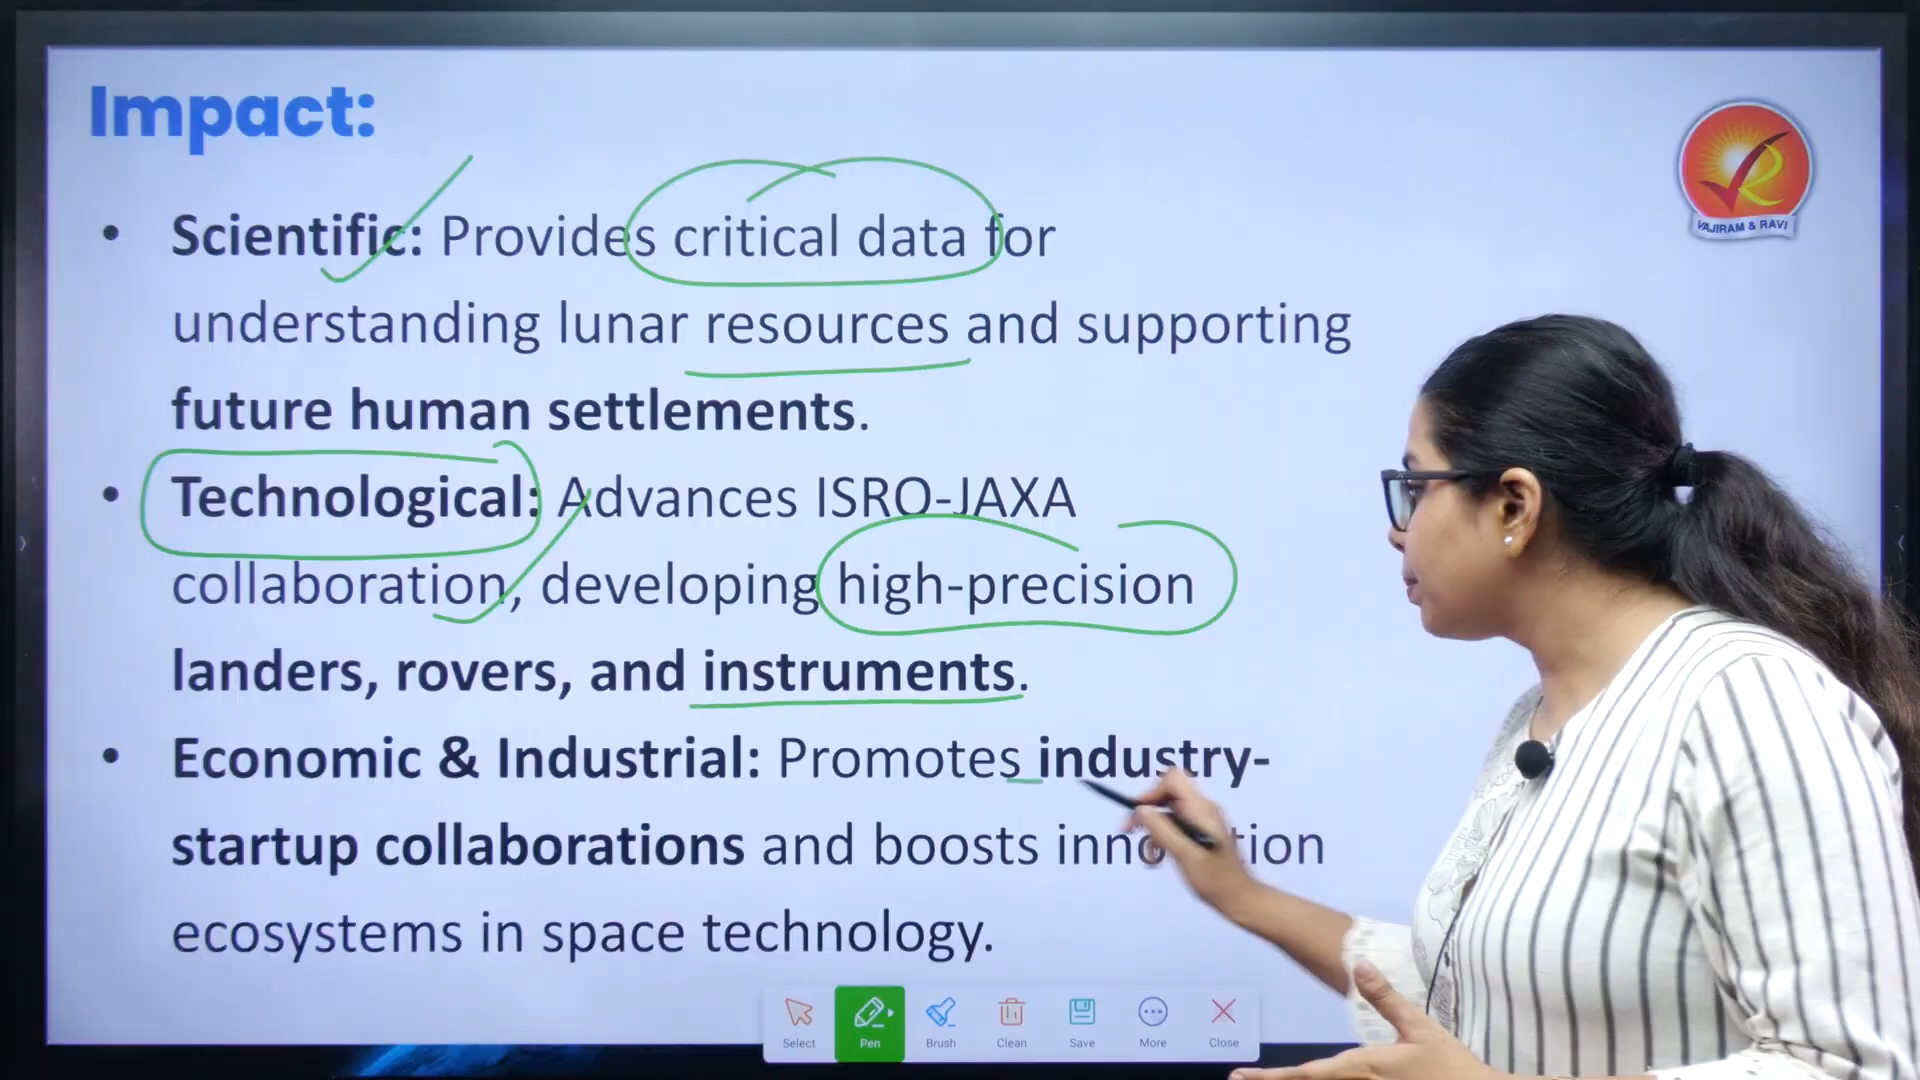 Impact:
VAJIRAM & RAVI
• Scientific: Provides critical data for
understanding lunar resources and supporting
future human settlements.
• Technological: Advances ISRO-JAXA
collaboration, developing high-precision
landers, rovers, and instruments.
• Economic & Industrial: Promotes industry-
startup collaborations and boosts innovation
ecosystems in space technology.
Select Pen Brush Clean Save More Close